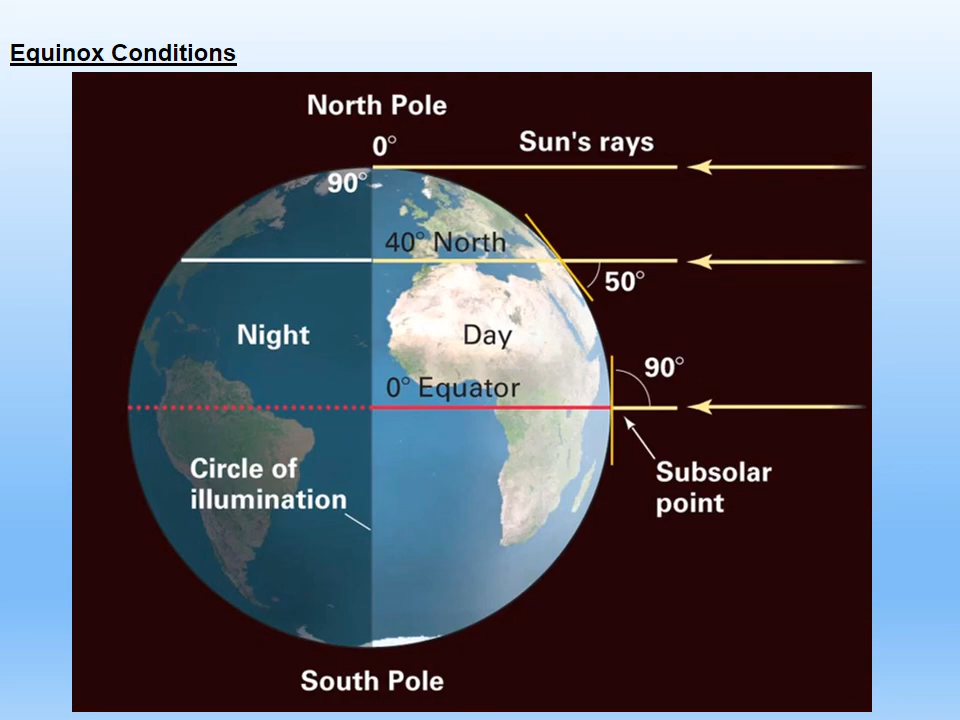 Equinox Conditions
North Pole
0°
Sun's rays
90°
40° North
50°
Night
Day
90°
0° Equator
Circle of
illumination
Subsolar
point
South Pole